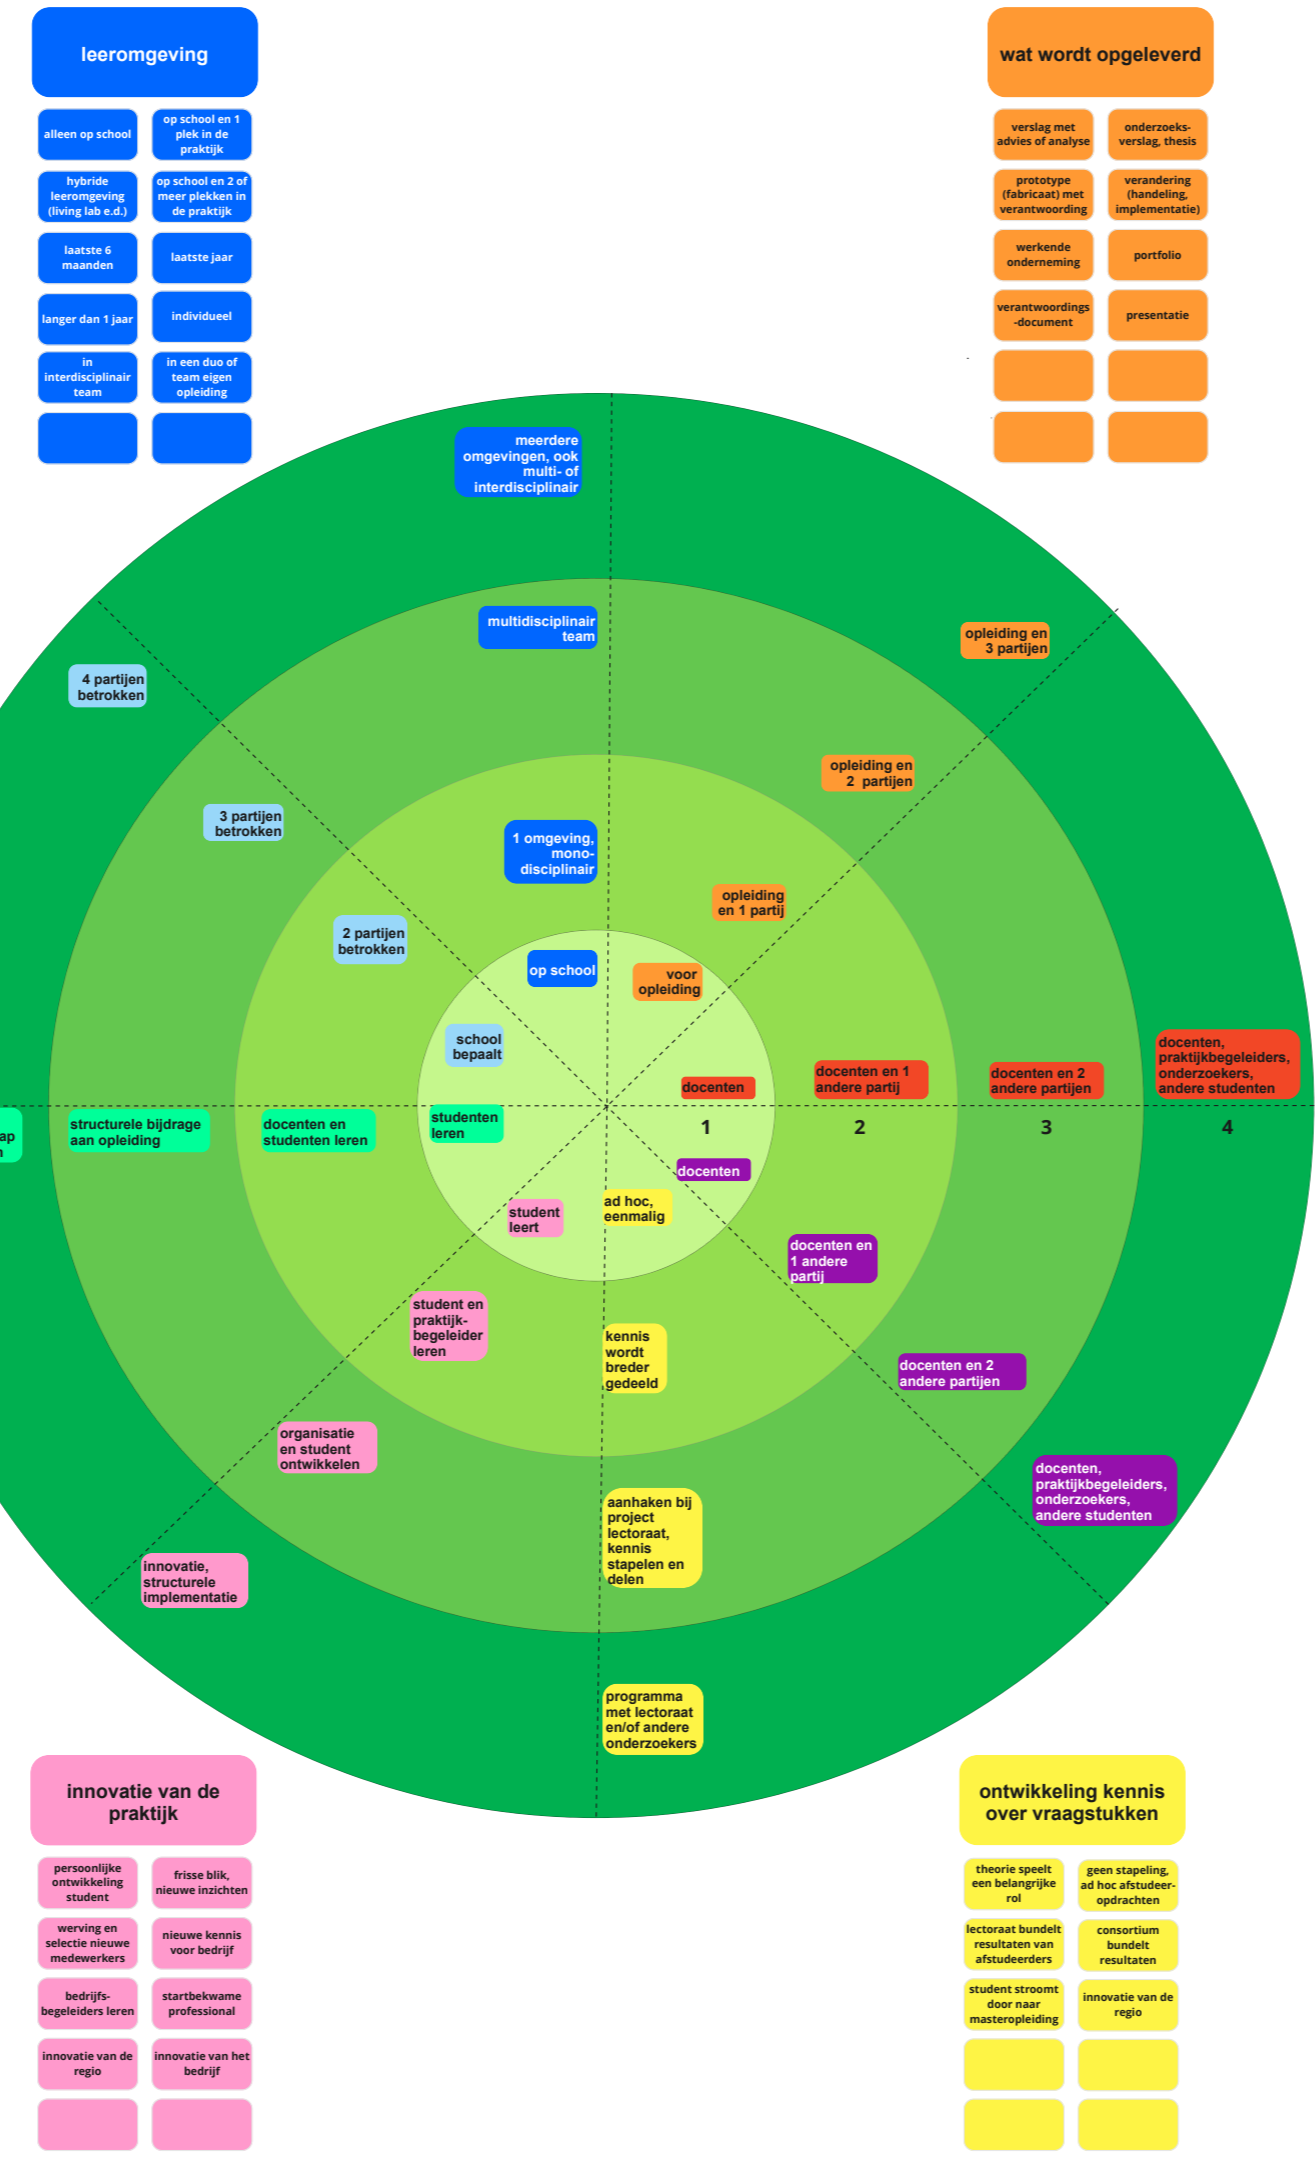 leeromgeving
alleen op school
op school en 1
plek in de
praktijk
hybride
leeromgeving
(living lab e.d.)
op school en 2 of
meer plekken in
de praktijk
laatste 6
maanden
laatste jaar
langer dan 1 jaar
individueel
in
interdisciplinair
team
in een duo of
team eigen
opleiding
wat wordt opgeleverd
verslag met
advies of analyse
onderzoeks-
verslag, thesis
prototype
(fabricaat) met
verantwoording
verandering
(handeling,
implementatie)
werkende
onderneming
portfolio
verantwoordings
-document
presentatie
meerdere
omgevingen, ook
multi- of
interdisciplinair
multidisciplinair
team
1 omgeving,
mono-
disciplinair
op school
opleiding en
3 partijen
opleiding en
2 partijen
opleiding
en 1 partij
voor
opleiding
4 partijen
betrokken
3 partijen
betrokken
2 partijen
betrokken
school
bepaalt
docenten
docenten en 1
andere partij
docenten en 2
andere partijen
docenten,
praktijkbegeleiders,
onderzoekers,
andere studenten
1
2
3
4
ap
n
structurele bijdrage
aan opleiding
docenten en
studenten leren
studenten
leren
docenten
docenten en
1 andere
partij
docenten en 2
andere partijen
docenten,
praktijkbegeleiders,
onderzoekers,
andere studenten
student
leert
student en
praktijk-
begeleider
leren
organisatie
en student
ontwikkelen
innovatie,
structurele
implementatie
ad hoc,
eenmalig
kennis
wordt
breder
gedeeld
aanhaken bij
project
lectoraat,
kennis
stapelen en
delen
programma
met lectoraat
en/of andere
onderzoekers
innovatie van de
praktijk
persoonlijke
ontwikkeling
student
frisse blik,
nieuwe inzichten
werving en
selectie nieuwe
medewerkers
nieuwe kennis
voor bedrijf
bedrijfs-
begeleiders leren
startbekwame
professional
innovatie van de
regio
innovatie van het
bedrijf
ontwikkeling kennis
over vraagstukken
theorie speelt
een belangrijke
rol
geen stapeling,
ad hoc afstudeer-
opdrachten
lectoraat bundelt
resultaten van
afstudeerders
consortium
bundelt
resultaten
student stroomt
door naar
masteropleiding
innovatie van de
regio